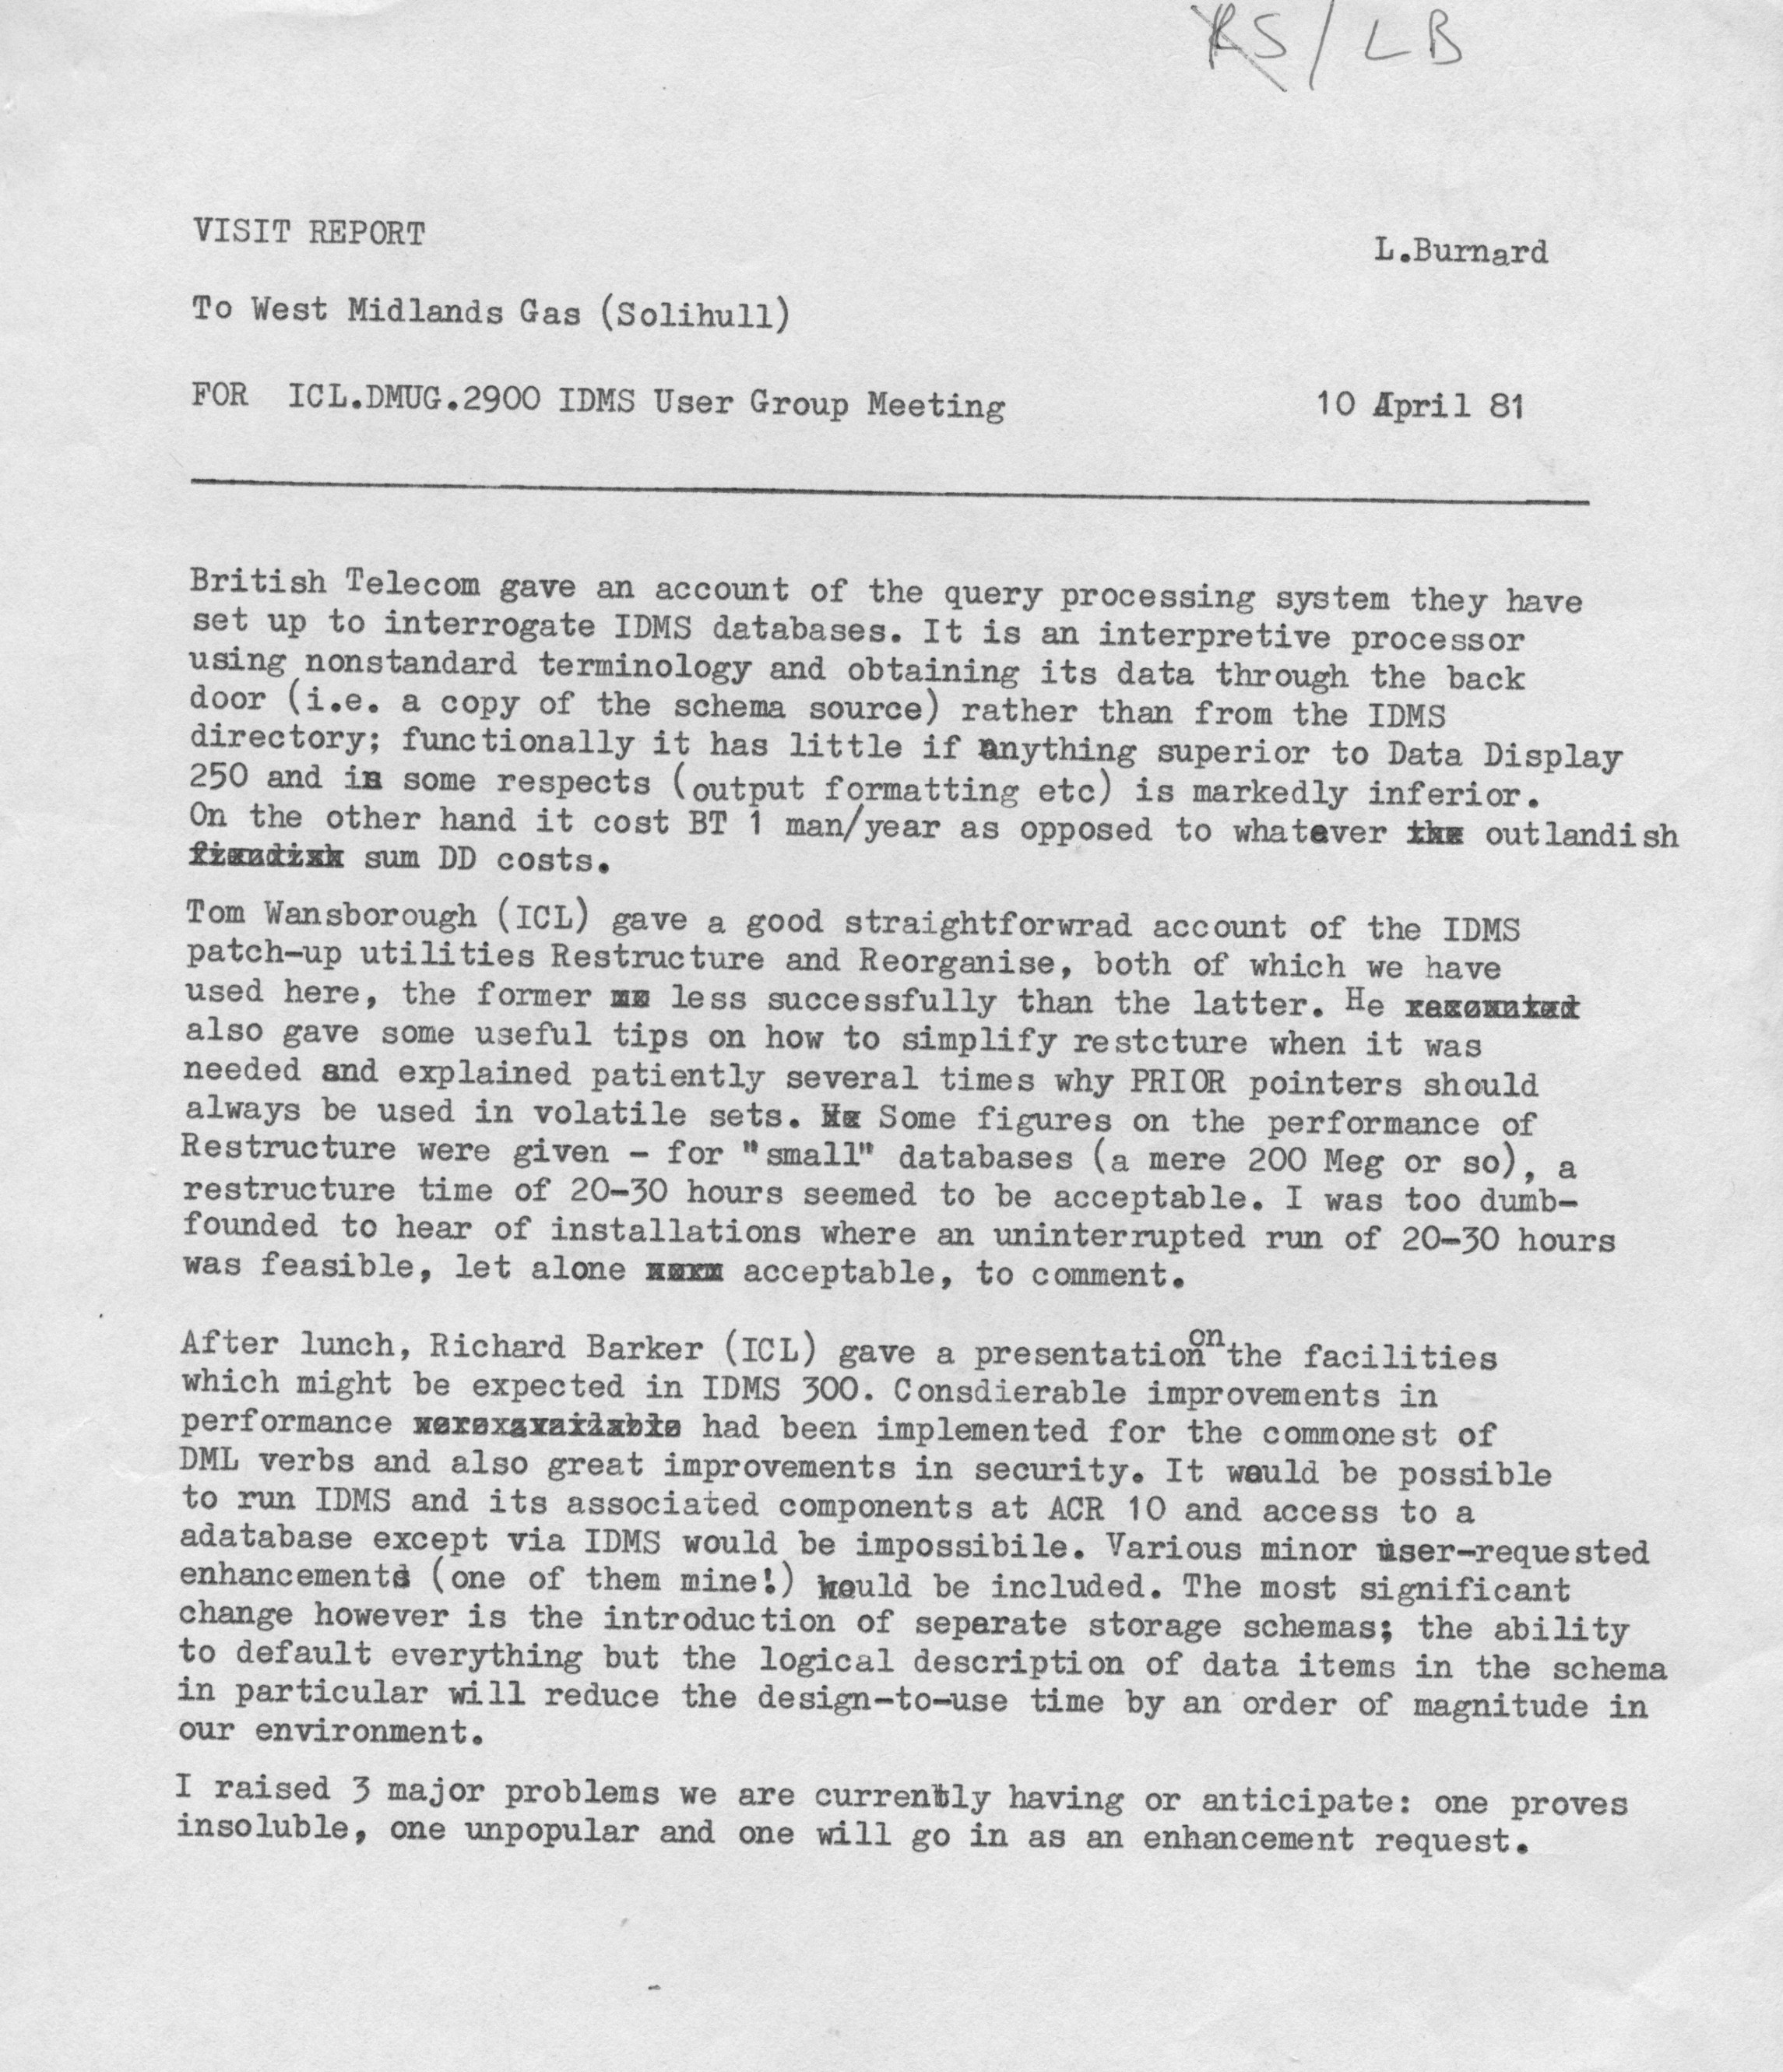 RS / LB
VISIT REPORT
L.Burnard
To West Midlands Gas (Solihull)
FOR ICL.DMUG.2900 IDMS User Group Meeting 10 April 81
British Telecom gave an account of the query processing system they have
set up to interrogate IDMS databases. It is an interpretive processor
using nonstandard terminology and obtaining its data through the back
door (i.e. a copy of the schema source) rather than from the IDMS
directory; functionally it has little if anything superior to Data Display
250 and in some respects (output formatting etc) is markedly inferior.
On the other hand it cost BT 1 man/year as opposed to whatever outlandish
sum DD costs.
Tom Wansborough (ICL) gave a good straightforwrad account of the IDMS
patch-up utilities Restructure and Reorganise, both of which we have
used here, the former less successfully than the latter. He
also gave some useful tips on how to simplify restcture when it was
needed and explained patiently several times why PRIOR pointers should
always be used in volatile sets. Some figures on the performance of
Restructure were given - for "small" databases (a mere 200 Meg or so), a
restructure time of 20-30 hours seemed to be acceptable. I was too dumb-
founded to hear of installations where an uninterrupted run of 20-30 hours
was feasible, let alone acceptable, to comment.
After lunch, Richard Barker (ICL) gave a presentation on the facilities
which might be expected in IDMS 300. Consdierable improvements in
performance had been implemented for the commonest of
DML verbs and also great improvements in security. It would be possible
to run IDMS and its associated components at ACR 10 and access to a
adatabase except via IDMS would be impossibile. Various minor user-requested
enhancements (one of them mine!) would be included. The most significant
change however is the introduction of seperate storage schemas; the ability
to default everything but the logical description of data items in the schema
in particular will reduce the design-to-use time by an order of magnitude in
our environment.
I raised 3 major problems we are currently having or anticipate: one proves
insoluble, one unpopular and one will go in as an enhancement request.